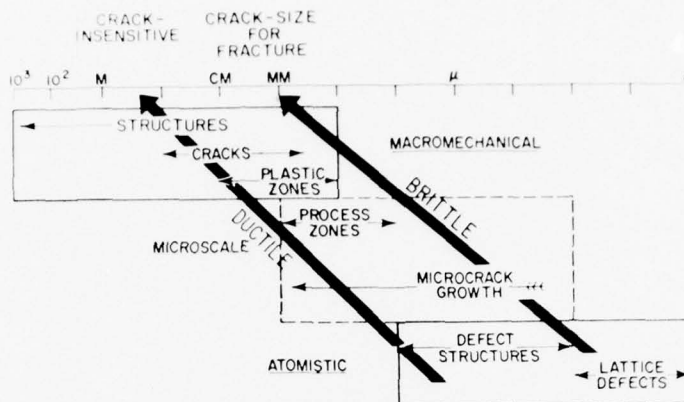 CRACK-
INSENSITIVE
CRACK-SIZE
FOR
FRACTURE
10³ 10² M CM MM μ
STRUCTURES
CRACKS
PLASTIC
ZONES
MACROMECHANICAL
BRITTLE
DUCTILE
PROCESS
ZONES
MICROSCALE
MICROCRACK
GROWTH
DEFECT
STRUCTURES
ATOMISTIC
LATTICE
DEFECTS